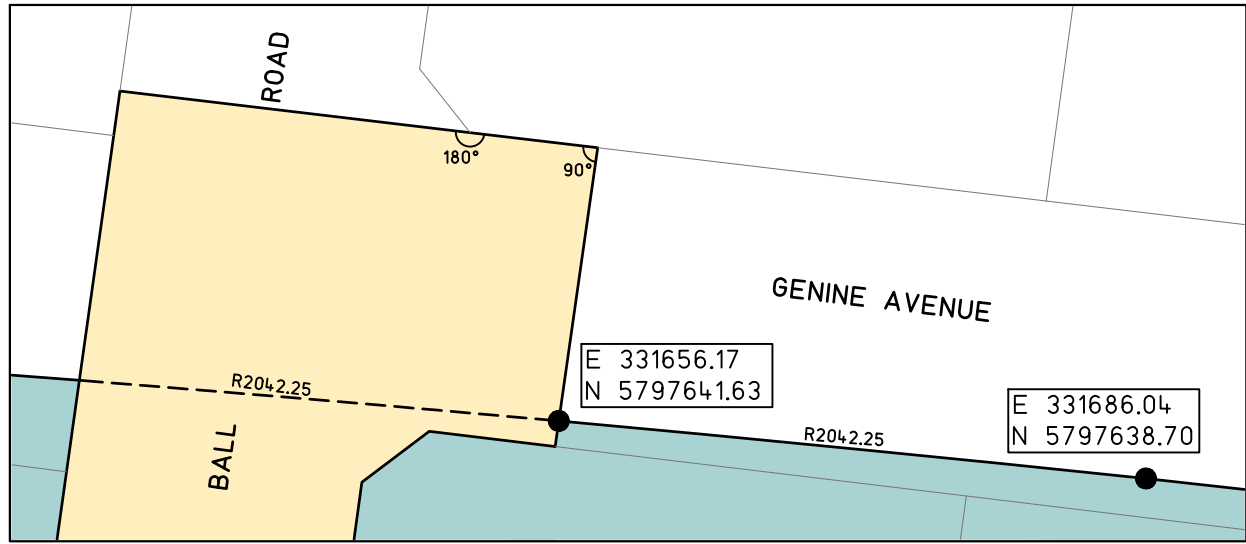 ROAD
180°
90°
GENINE AVENUE
E 331656.17
N 5797641.63
R2042.25
E 331686.04
N 5797638.70
R2042.25
BALL